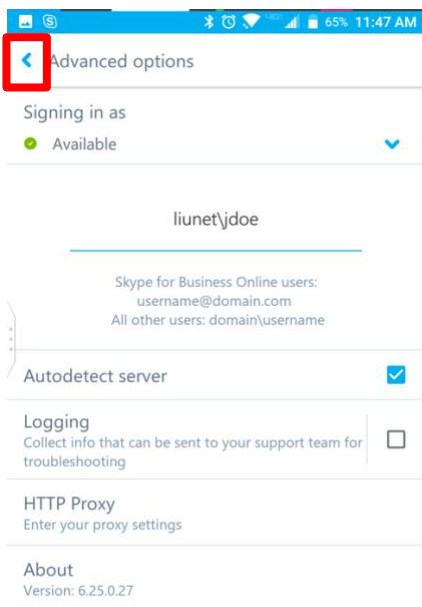 65% 11:47 AM
Advanced options
Signing in as
Available
liunet\jdoe
Skype for Business Online users:
username@domain.com
All other users: domain\username
Autodetect server
Logging
Collect info that can be sent to your support team for
troubleshooting
HTTP Proxy
Enter your proxy settings
About
Version: 6.25.0.27